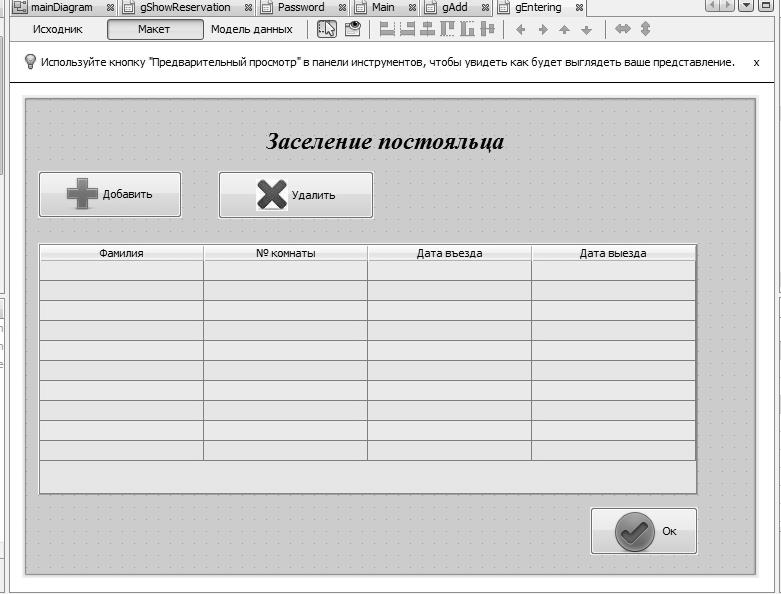 mainDiagram gShowReservation Password Main gAdd gEntering
Исходник Макет Модель данных
Используйте кнопку "Предварительный просмотр" в панели инструментов, чтобы увидеть как будет выглядеть ваше представление. x
Заселение постояльца
Добавить Удалить
Фамилия № комнаты Дата въезда Дата выезда
Ок